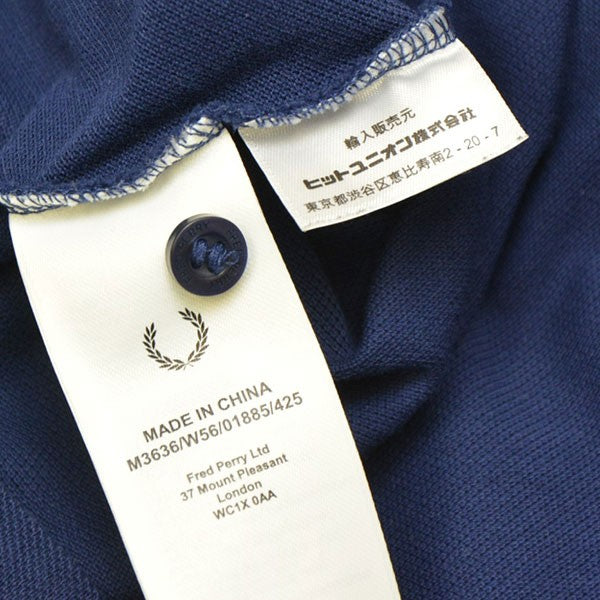 輸入販売元
ヒットユニオン株式会社
東京都渋谷区恵比寿南2-20-7
MADE IN CHINA
M3636/W56/01885/425
Fred Perry Ltd
37 Mount Pleasant
London
WC1X 0AA